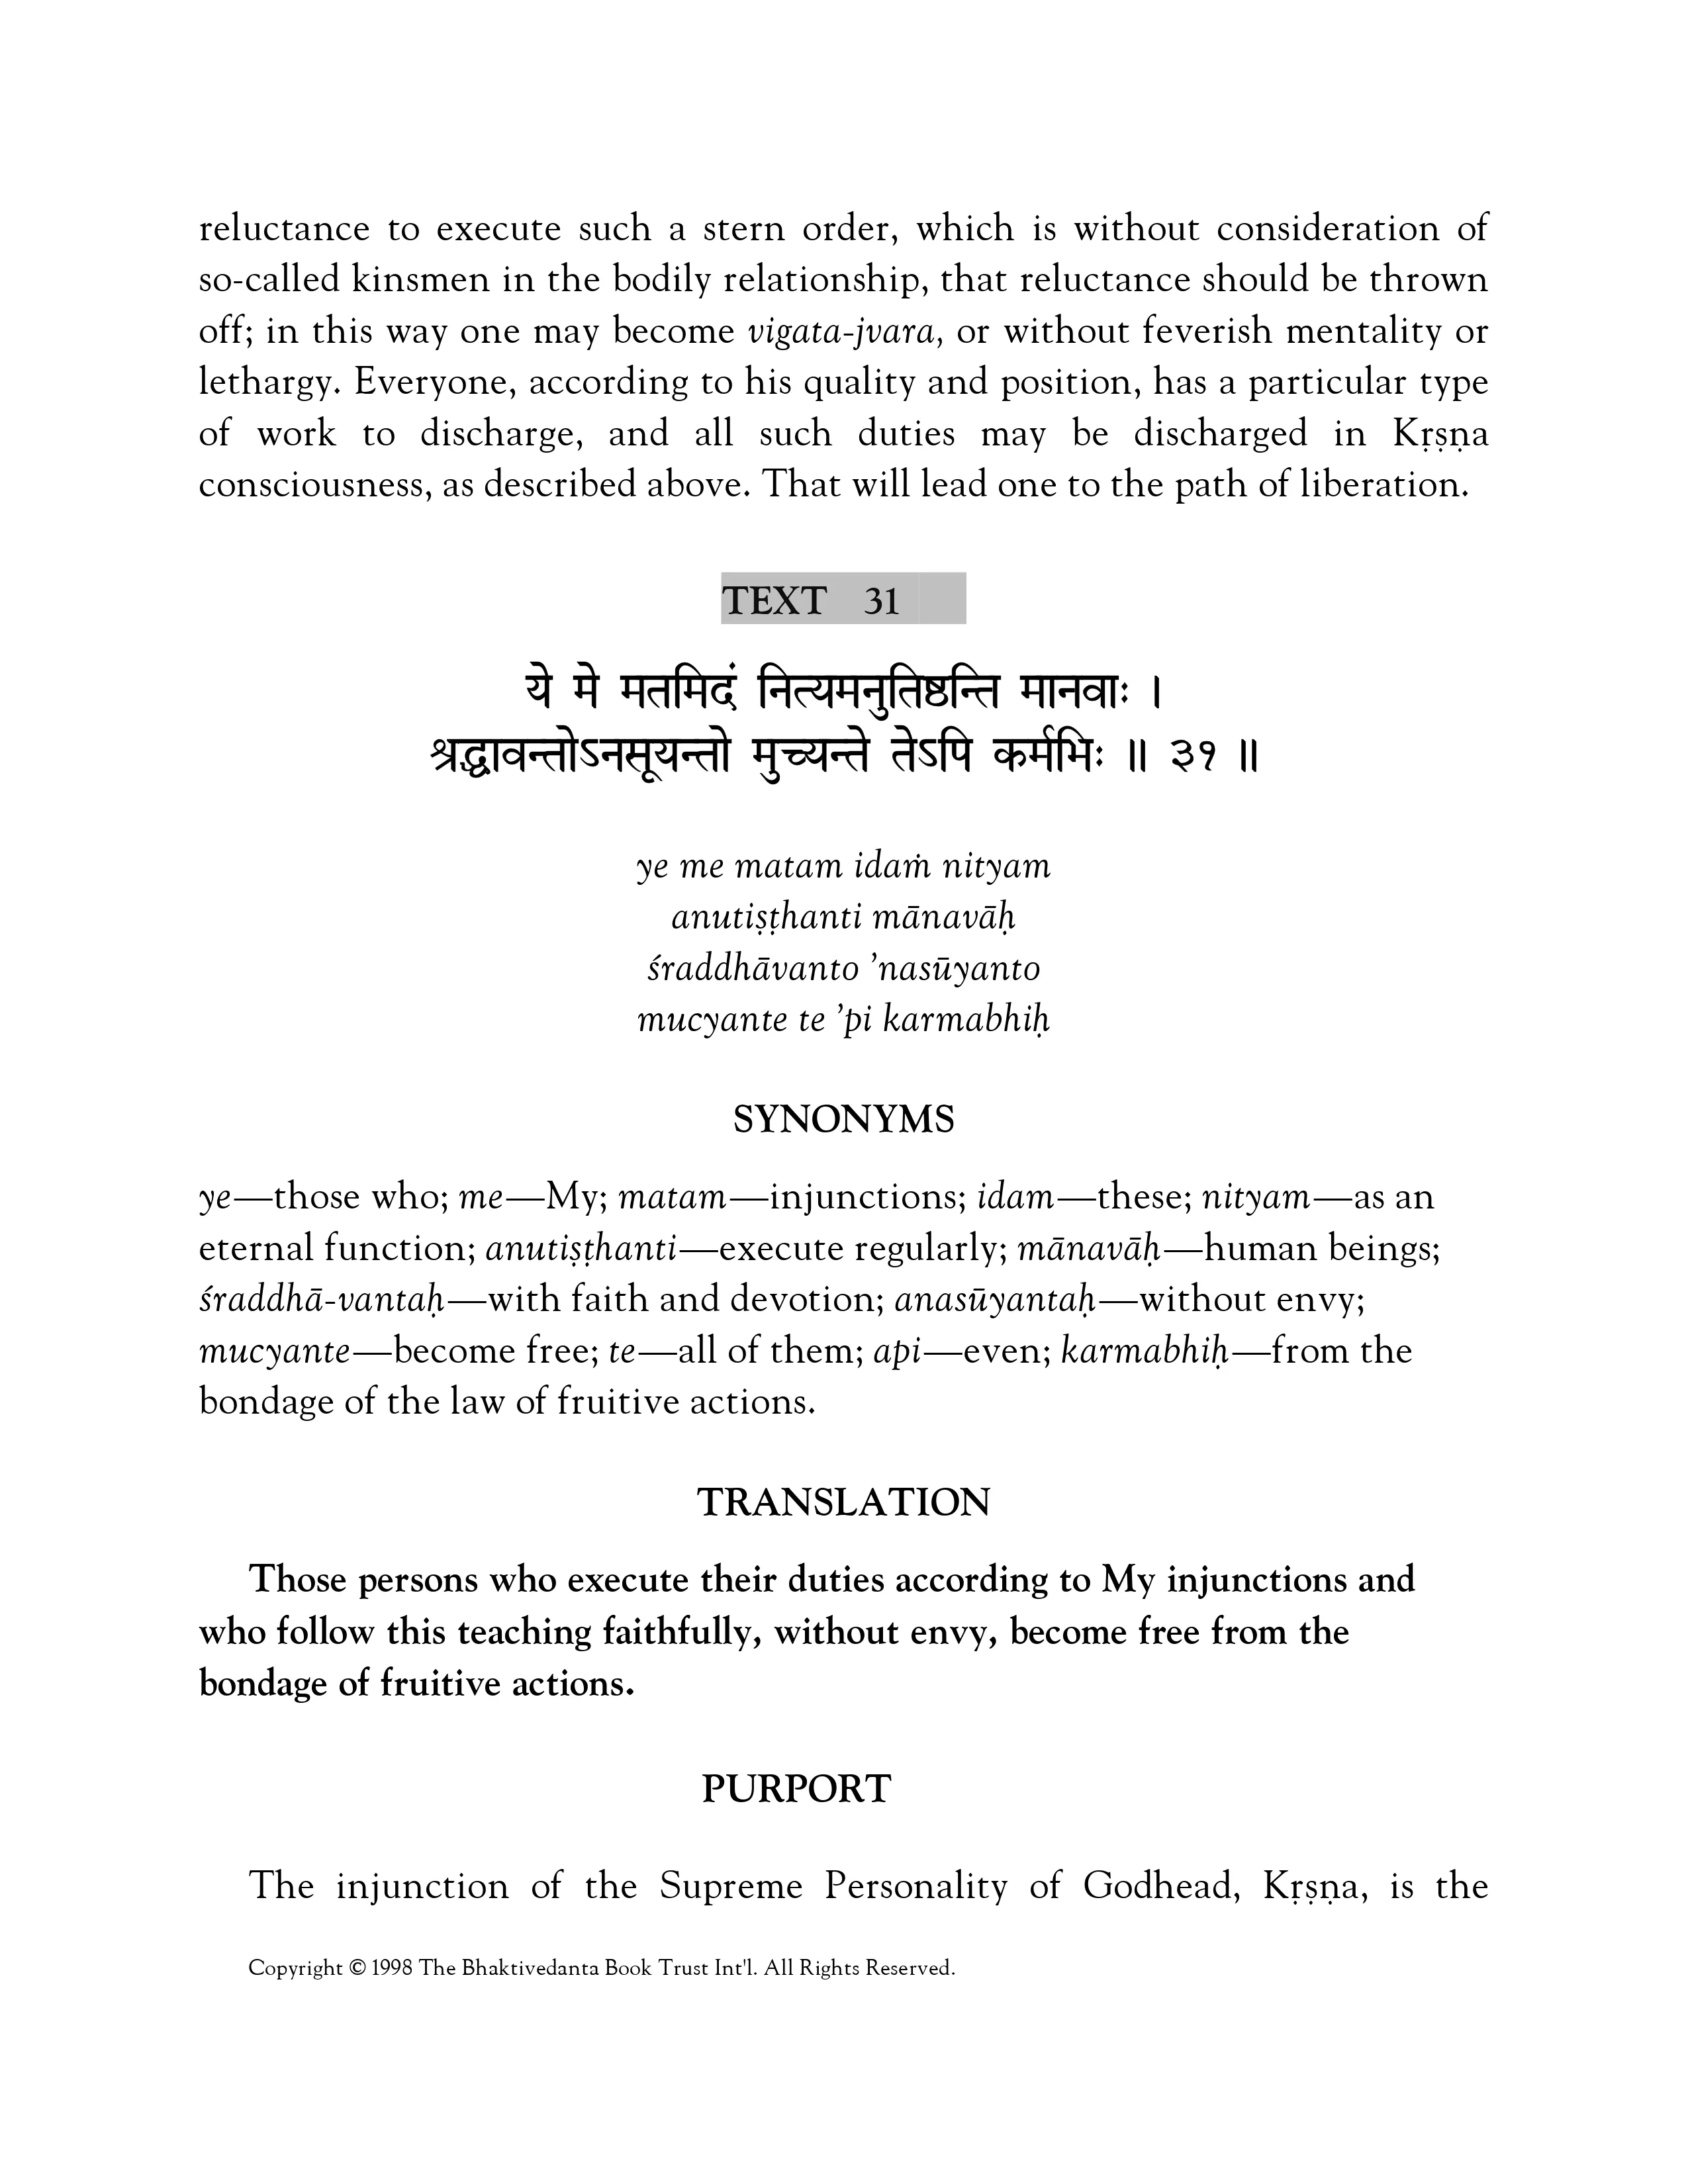 reluctance to execute such a stern order, which is without consideration of
so-called kinsmen in the bodily relationship, that reluctance should be thrown
off; in this way one may become vigata-jvara, or without feverish mentality or
lethargy. Everyone, according to his quality and position, has a particular type
of work to discharge, and all such duties may be discharged in Kṛṣṇa
consciousness, as described above. That will lead one to the path of liberation.
TEXT 31
ये मे मतमिदं नित्यमनुतिष्ठन्ति मानवाः ।
श्रद्धावन्तोऽनसूयन्तो मुच्यन्ते तेऽपि कर्मभिः ॥ ३१ ॥
ye me matam idaṁ nityam
anutiṣṭhanti mānavāḥ
śraddhāvanto ’nasūyanto
mucyante te ’pi karmabhiḥ
SYNONYMS
ye—those who; me—My; matam—injunctions; idam—these; nityam—as an
eternal function; anutiṣṭhanti—execute regularly; mānavāḥ—human beings;
śraddhā-vantaḥ—with faith and devotion; anasūyantaḥ—without envy;
mucyante—become free; te—all of them; api—even; karmabhiḥ—from the
bondage of the law of fruitive actions.
TRANSLATION
Those persons who execute their duties according to My injunctions and
who follow this teaching faithfully, without envy, become free from the
bondage of fruitive actions.
PURPORT
The injunction of the Supreme Personality of Godhead, Kṛṣṇa, is the
Copyright © 1998 The Bhaktivedanta Book Trust Int'l. All Rights Reserved.